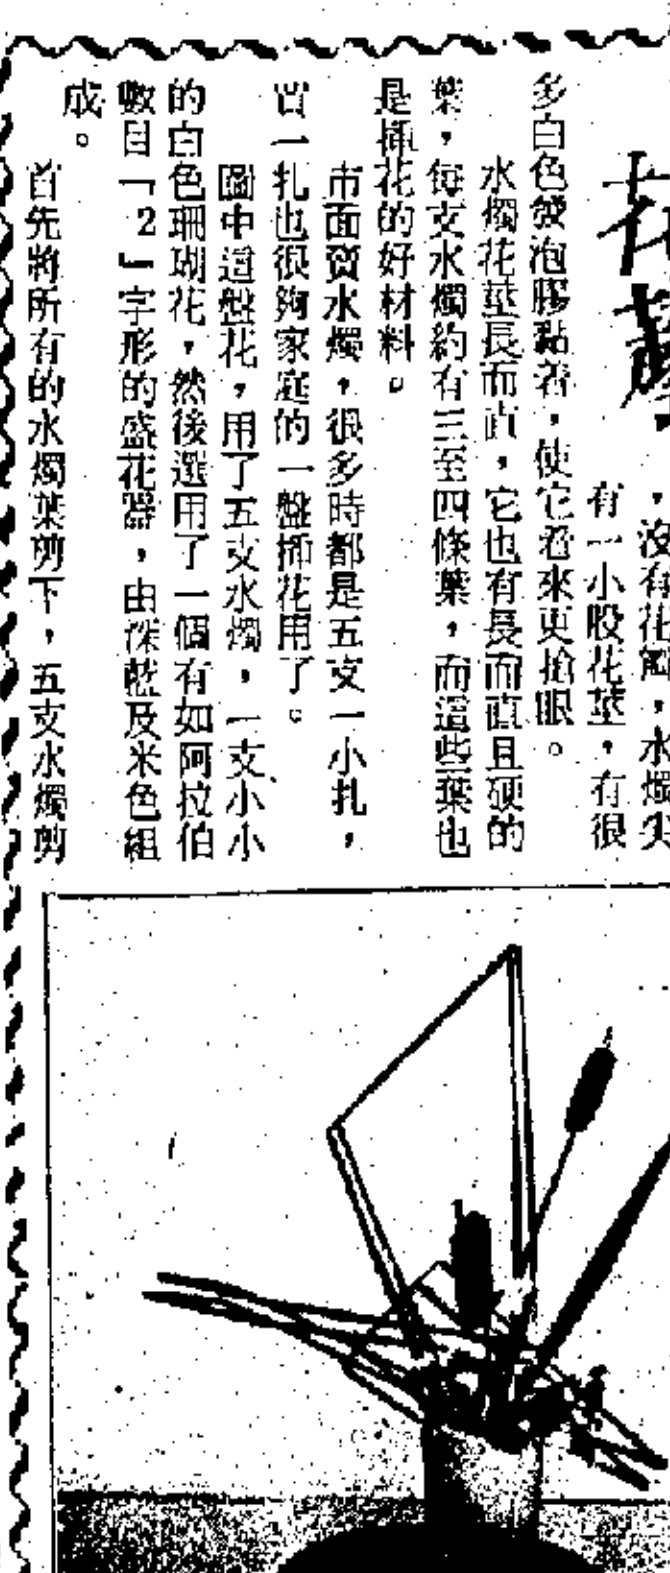 ，沒有花瓣，水燭尖
有一小股花莖，有很
多白色發泡膠黏着，使它看來更搶眼。
水燭花莖長而直，它也有長而直且硬的
葉，每支水燭約有三至四條葉，而這些葉也
是插花的好材料。
市面賣水燭，很多時都是五支一小扎，
買一扎也很夠家庭的一盤插花用了。
圖中這盤花，用了五支水燭，一支小小
的白色珊瑚花，然後選用了一個有如阿拉伯
數目「2」字形的盛花器，由深藍及米色組
成。
首先將所有的水燭葉剪下，五支水燭剪